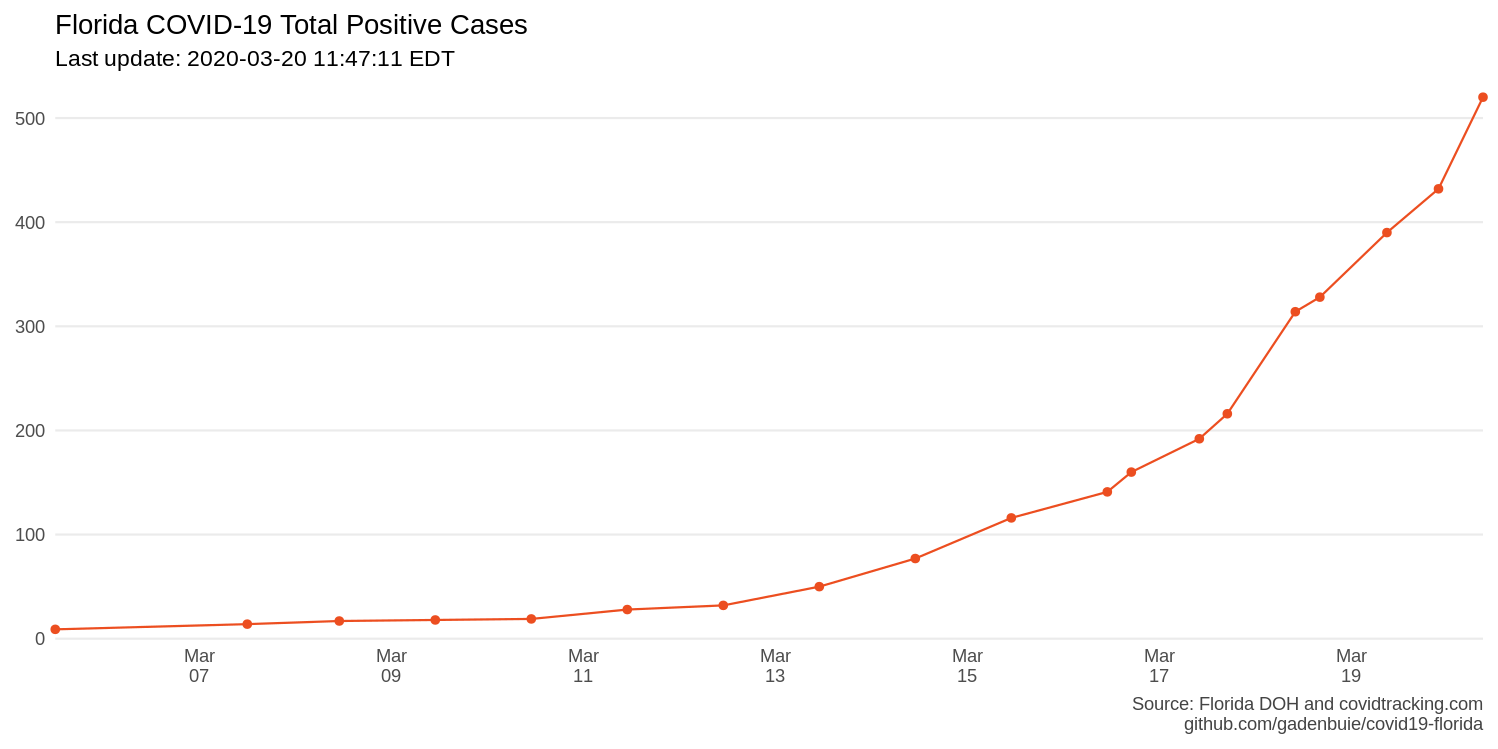 Florida COVID-19 Total Positive Cases
Last update: 2020-03-20 11:47:11 EDT
500
400
300
200
100
0
Mar Mar Mar Mar Mar Mar Mar
07 09 11 13 15 17 19
Source: Florida DOH and covidtracking.com
github.com/gadenbuie/covid19-florida